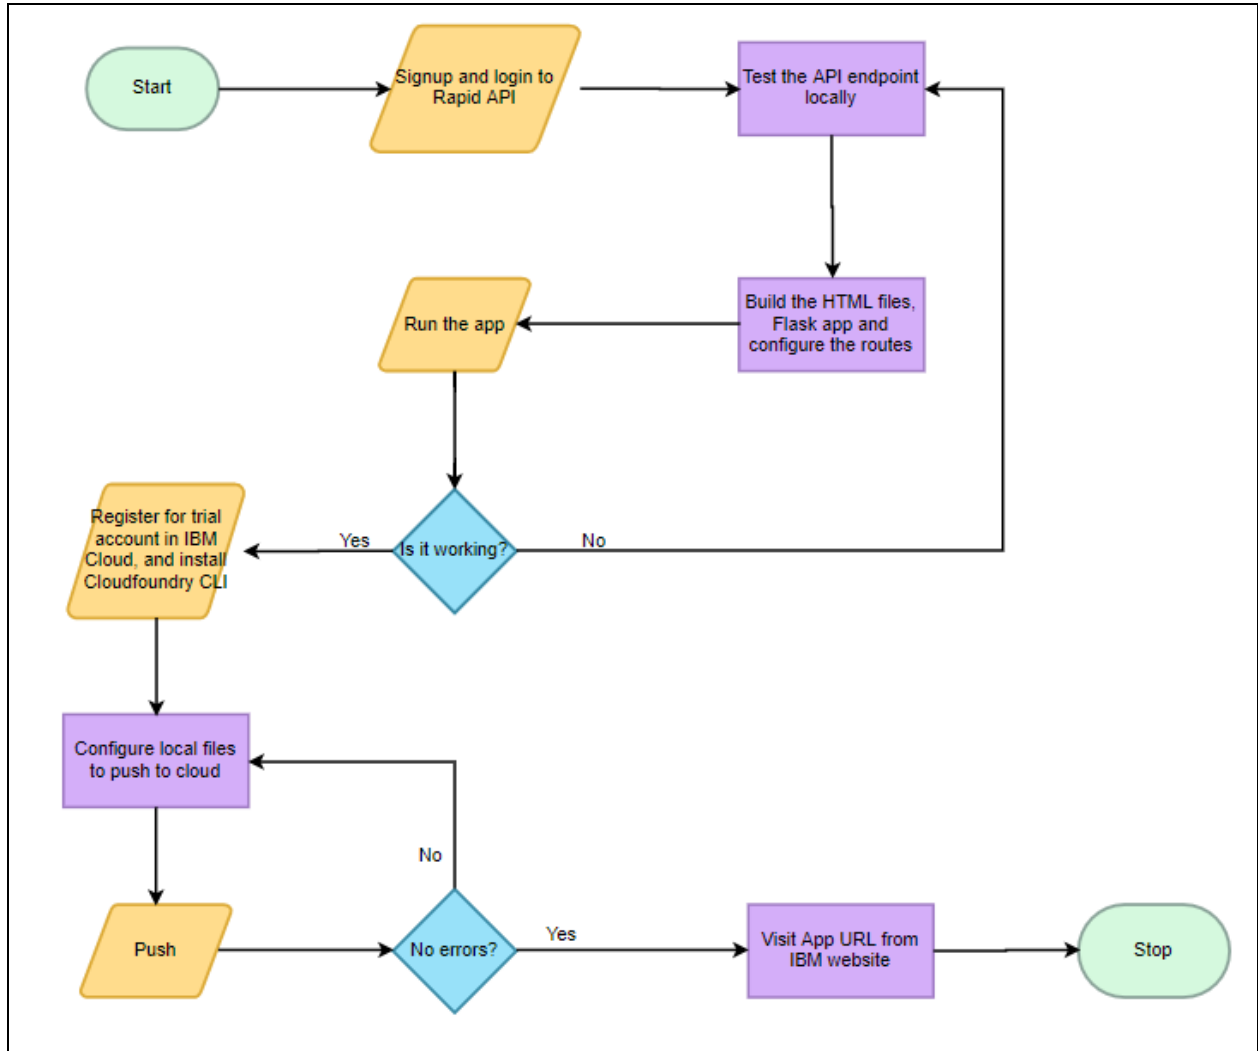 Start
Signup and login to
Rapid API
Test the API endpoint
locally
Build the HTML files,
Flask app and
configure the routes
Run the app
Is it working?
Yes
No
Register for trial
account in IBM
Cloud, and install
Cloudfoundry CLI
Configure local files
to push to cloud
Push
No errors?
No
Yes
Visit App URL from
IBM website
Stop